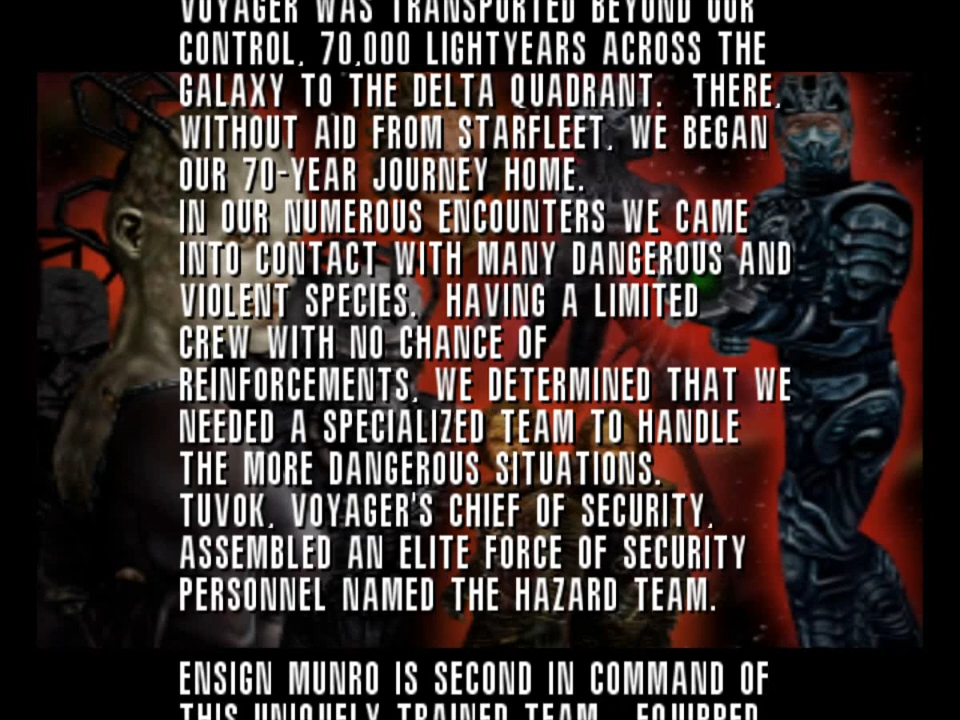 VOYAGER WAS TRANSPORTED BEYOND OUR
CONTROL, 70,000 LIGHTYEARS ACROSS THE
GALAXY TO THE DELTA QUADRANT. THERE,
WITHOUT AID FROM STARFLEET, WE BEGAN
OUR 70-YEAR JOURNEY HOME.
IN OUR NUMEROUS ENCOUNTERS WE CAME
INTO CONTACT WITH MANY DANGEROUS AND
VIOLENT SPECIES. HAVING A LIMITED
CREW WITH NO CHANCE OF
REINFORCEMENTS, WE DETERMINED THAT WE
NEEDED A SPECIALIZED TEAM TO HANDLE
THE MORE DANGEROUS SITUATIONS.
TUVOK, VOYAGER'S CHIEF OF SECURITY,
ASSEMBLED AN ELITE FORCE OF SECURITY
PERSONNEL NAMED THE HAZARD TEAM.
ENSIGN MUNRO IS SECOND IN COMMAND OF
THIS UNIQUELY TRAINED TEAM. EQUIPPED